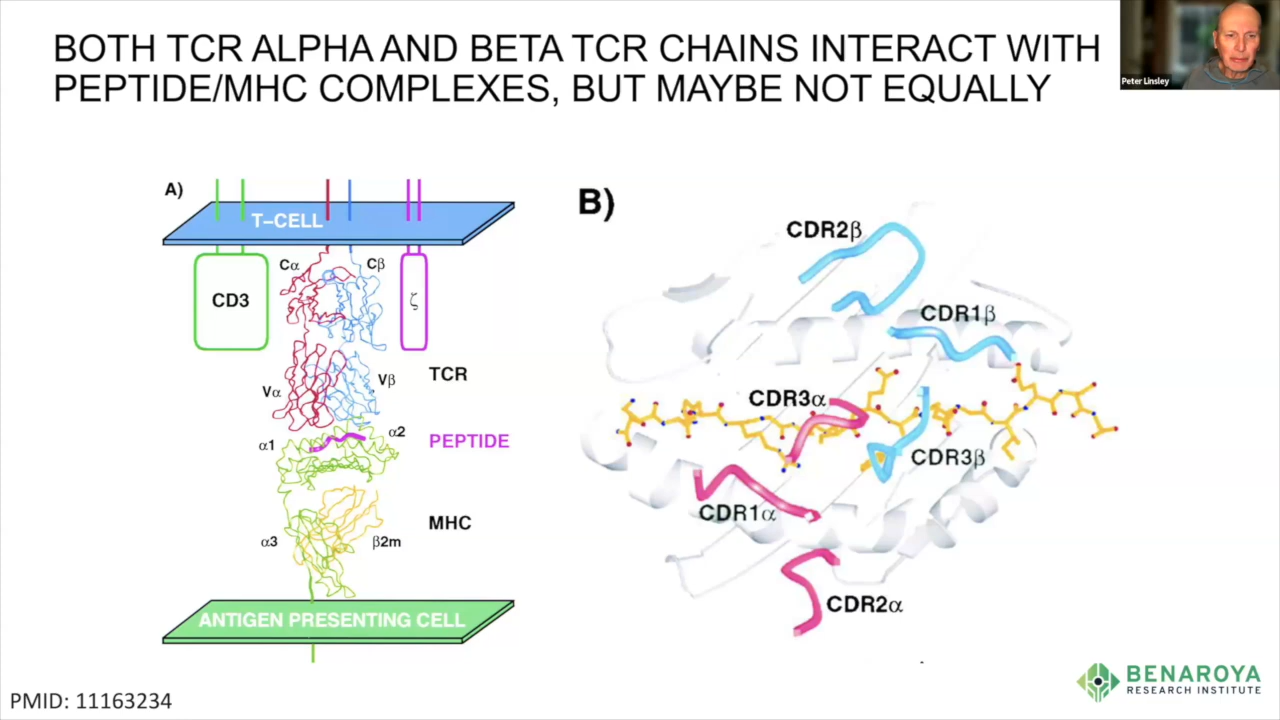 BOTH TCR ALPHA AND BETA TCR CHAINS INTERACT WITH
PEPTIDE/MHC COMPLEXES, BUT MAYBE NOT EQUALLY
Peter Linsley
A)
T–CELL
Cα
Cβ
CD3
ζ
TCR
Vα
Vβ
α1
α2
PEPTIDE
MHC
α3
β2m
ANTIGEN PRESENTING CELL
B)
CDR2β
CDR1β
CDR3α
CDR3β
CDR1α
CDR2α
PMID: 11163234
BENAROYA
RESEARCH INSTITUTE